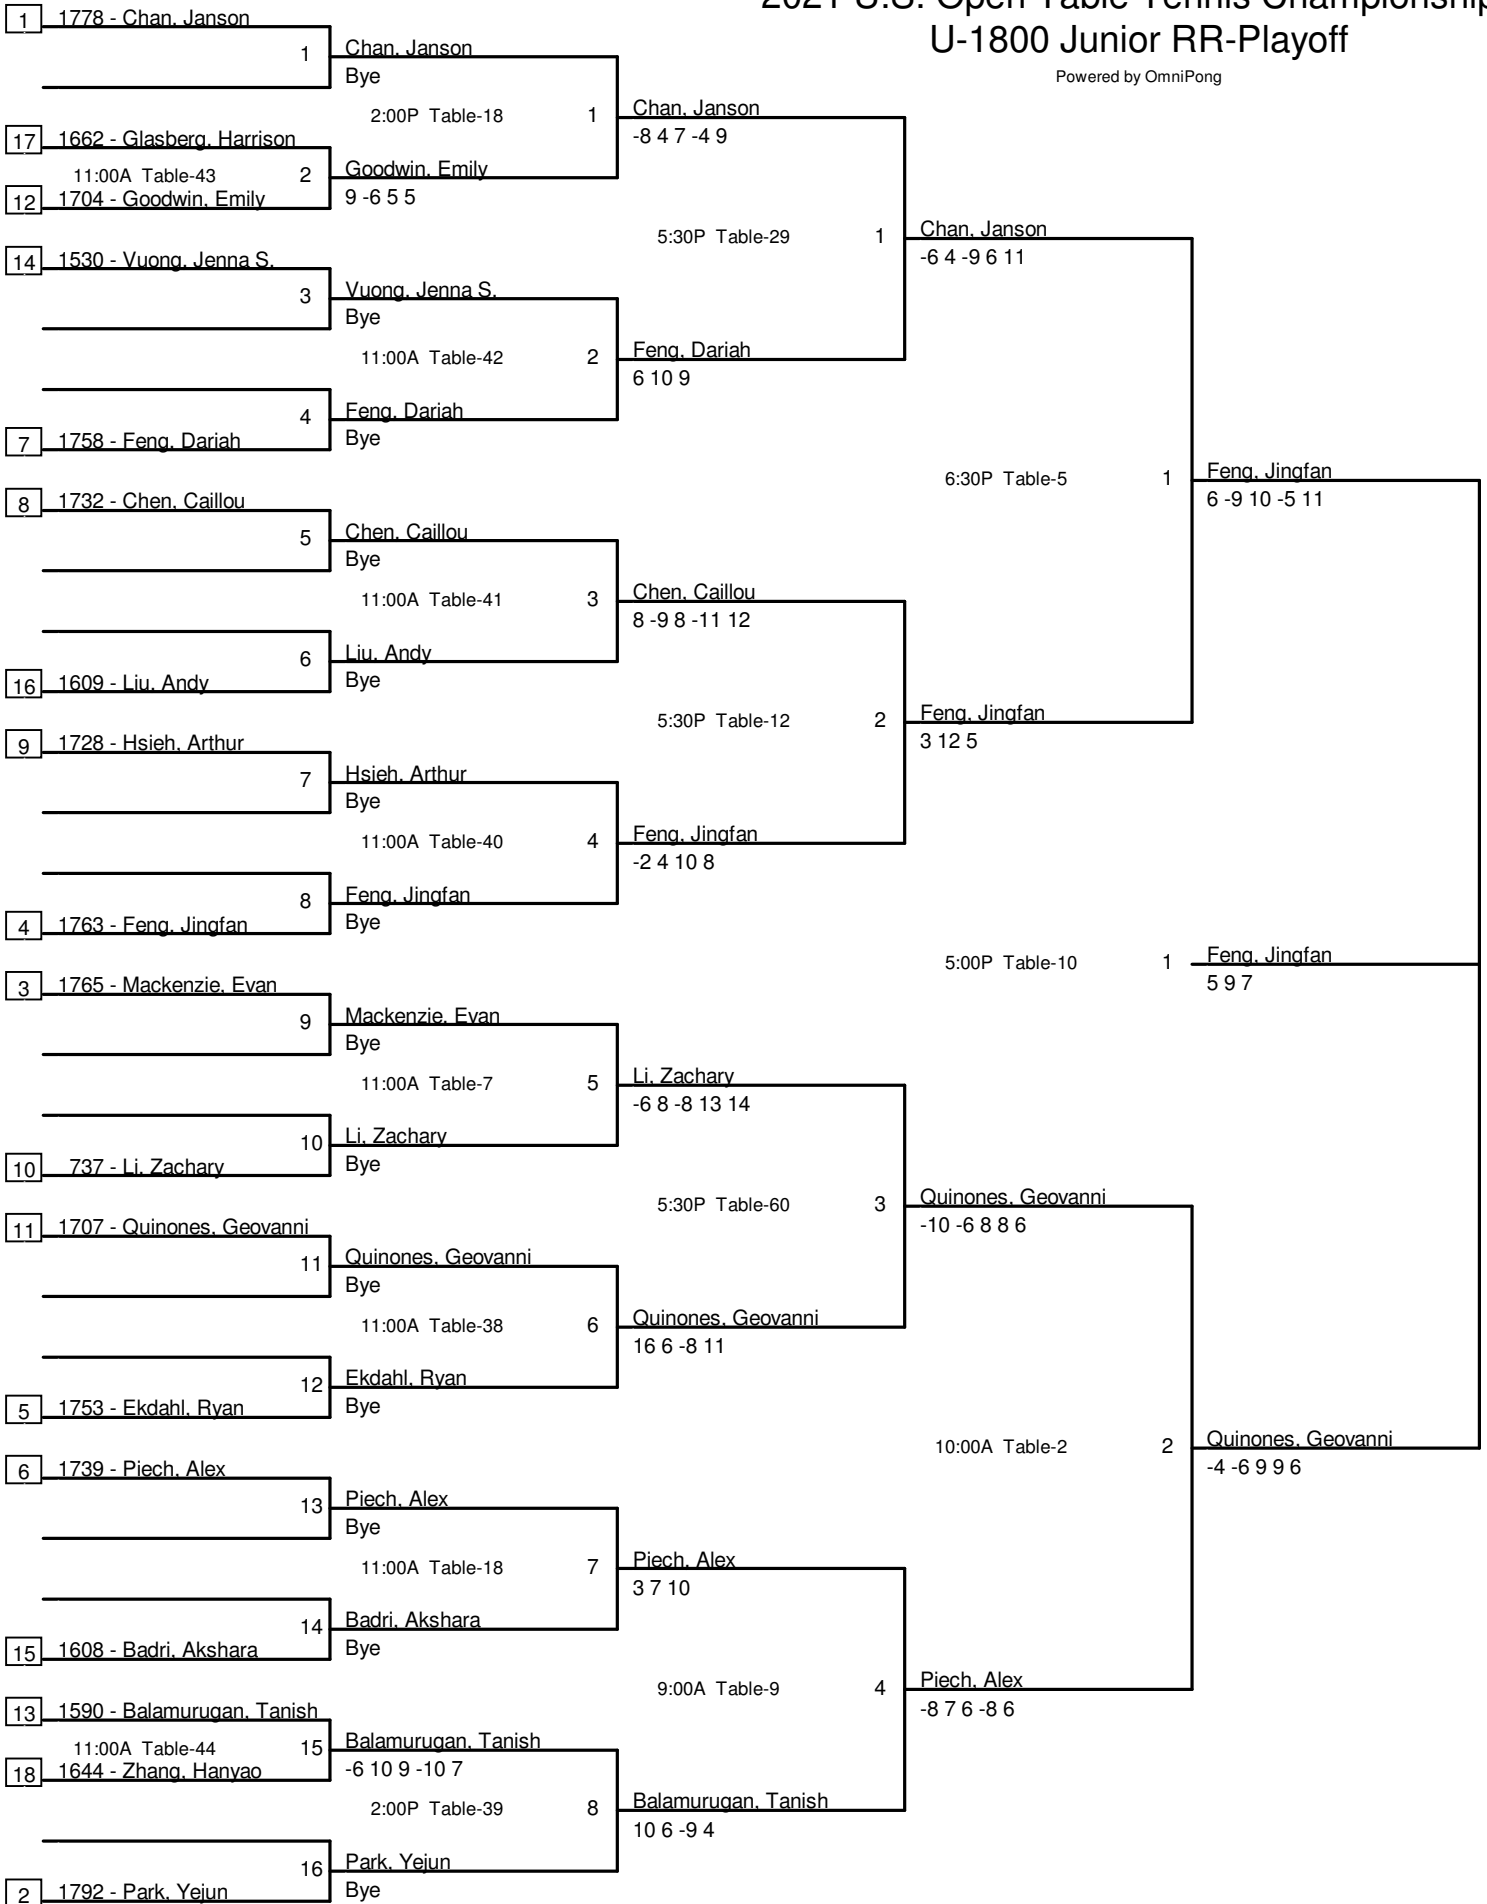 2021 U.S. Open Table Tennis Championship
U-1800 Junior RR-Playoff
Powered by OmniPong
1 1778 - Chan, Janson
1 Chan, Janson
Bye
2:00P Table-18 1 Chan, Janson
-8 4 7 -4 9
17 1662 - Glasberg, Harrison
11:00A Table-43 2 Goodwin, Emily
12 1704 - Goodwin, Emily 9 -6 5 5
5:30P Table-29 1 Chan, Janson
-6 4 -9 6 11
14 1530 - Vuong, Jenna S.
3 Vuong, Jenna S.
Bye
11:00A Table-42 2 Feng, Dariah
6 10 9
4 Feng, Dariah
7 1758 - Feng, Dariah Bye
6:30P Table-5 1 Feng, Jingfan
6 -9 10 -5 11
8 1732 - Chen, Caillou
5 Chen, Caillou
Bye
11:00A Table-41 3 Chen, Caillou
8 -9 8 -11 12
6 Liu, Andy
16 1609 - Liu, Andy Bye
5:30P Table-12 2 Feng, Jingfan
3 12 5
9 1728 - Hsieh, Arthur
7 Hsieh, Arthur
Bye
11:00A Table-40 4 Feng, Jingfan
-2 4 10 8
8 Feng, Jingfan
4 1763 - Feng, Jingfan Bye
5:00P Table-10 1 Feng, Jingfan
5 9 7
3 1765 - Mackenzie, Evan
9 Mackenzie, Evan
Bye
11:00A Table-7 5 Li, Zachary
-6 8 -8 13 14
10 Li, Zachary
10 737 - Li, Zachary Bye
5:30P Table-60 3 Quinones, Geovanni
-10 -6 8 8 6
11 1707 - Quinones, Geovanni
11 Quinones, Geovanni
Bye
11:00A Table-38 6 Quinones, Geovanni
16 6 -8 11
12 Ekdahl, Ryan
5 1753 - Ekdahl, Ryan Bye
10:00A Table-2 2 Quinones, Geovanni
-4 -6 9 9 6
6 1739 - Piech, Alex
13 Piech, Alex
Bye
11:00A Table-18 7 Piech, Alex
3 7 10
14 Badri, Akshara
15 1608 - Badri, Akshara Bye
9:00A Table-9 4 Piech, Alex
-8 7 6 -8 6
13 1590 - Balamurugan, Tanish
11:00A Table-44 15 Balamurugan, Tanish
18 1644 - Zhang, Hanyao -6 10 9 -10 7
2:00P Table-39 8 Balamurugan, Tanish
10 6 -9 4
16 Park, Yejun
2 1792 - Park, Yejun Bye